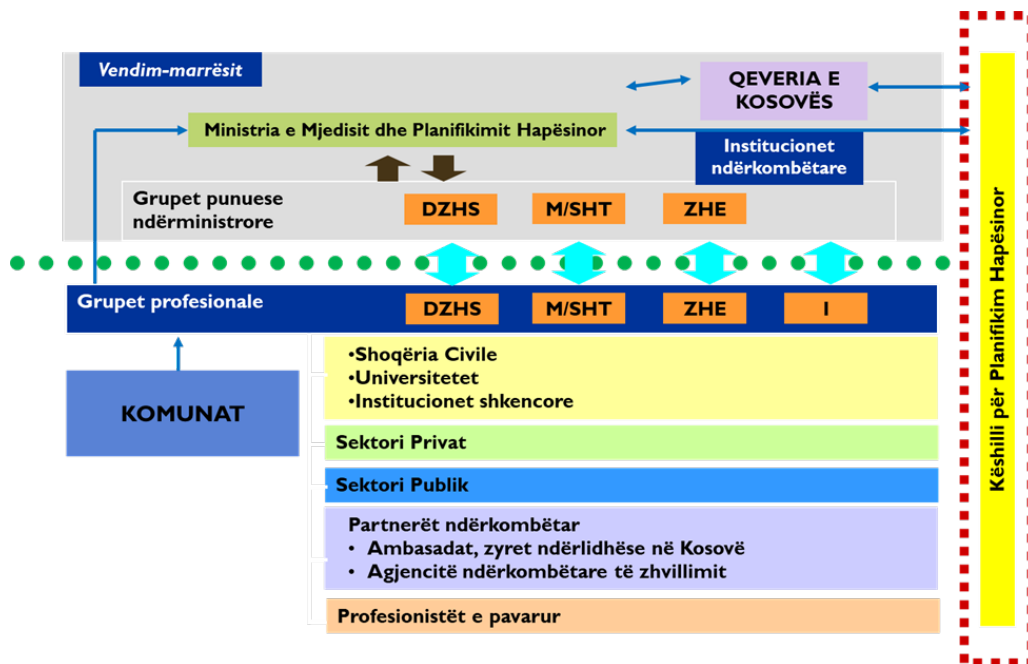 Vendim-marrësit
QEVERIA E
KOSOVËS
Ministria e Mjedisit dhe Planifikimit Hapësinor
Institucionet
ndërkombëtare
Grupet punuese
ndërministrore
DZHS
M/SHT
ZHE
Grupet profesionale
DZHS
M/SHT
ZHE
I
KOMUNAT
•Shoqëria Civile
•Universitetet
•Institucionet shkencore
Sektori Privat
Sektori Publik
Partnerët ndërkombëtar
• Ambasadat, zyret ndërlidhëse në Kosovë
• Agjencitë ndërkombëtare të zhvillimit
Profesionistët e pavarur
Këshilli për Planifikim Hapësinor